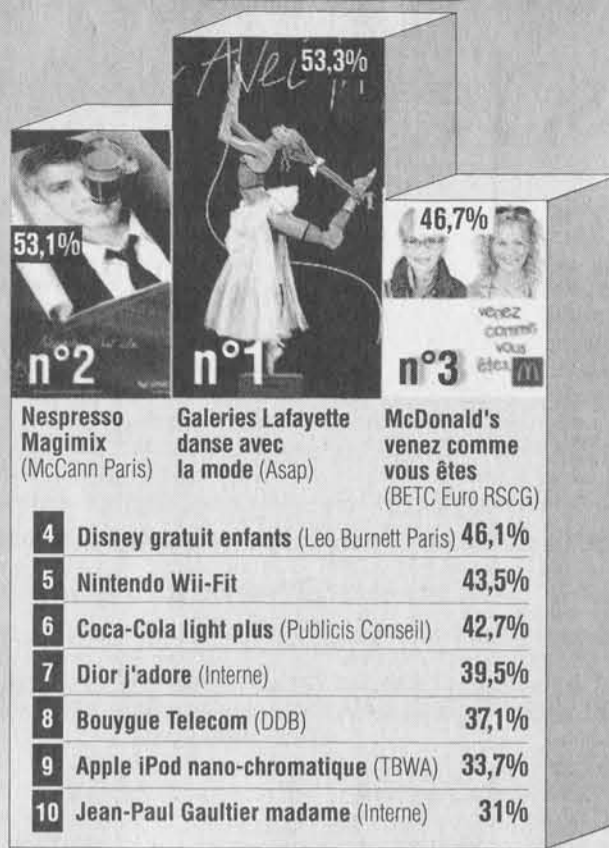 Avec
53,3%
53,1%
46,7%
venez
comme
vous
êtes
n°2
n°1
n°3
Nespresso
Magimix
(McCann Paris)
Galeries Lafayette
danse avec
la mode (Asap)
McDonald's
venez comme
vous êtes
(BETC Euro RSCG)
4 Disney gratuit enfants (Leo Burnett Paris) 46,1%
5 Nintendo Wii-Fit 43,5%
6 Coca-Cola light plus (Publicis Conseil) 42,7%
7 Dior j'adore (Interne) 39,5%
8 Bouygue Telecom (DDB) 37,1%
9 Apple iPod nano-chromatique (TBWA) 33,7%
10 Jean-Paul Gaultier madame (Interne) 31%